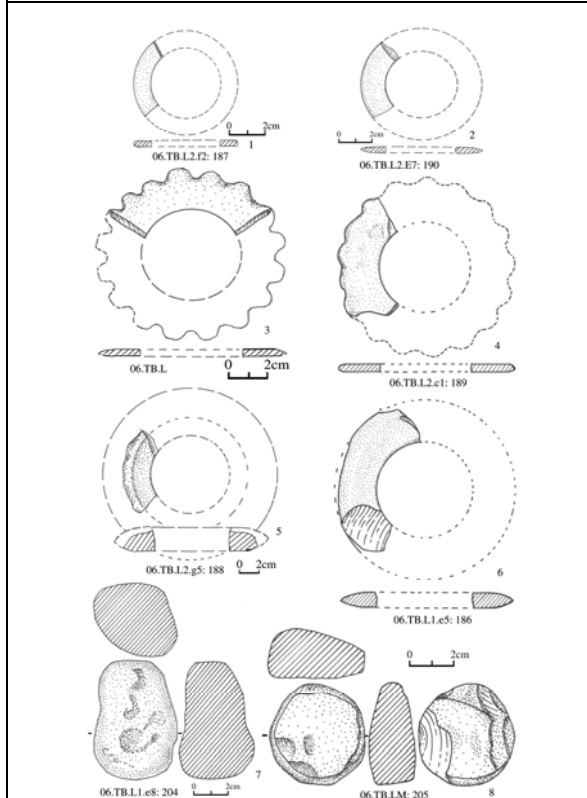 0 2cm
1
06.TB.L2.f2: 187
0 2cm
2
06.TB.L2.E7: 190
3
06.TB.L
0 2cm
4
06.TB.L2.c1: 189
5
06.TB.L2.g5: 188
0 2cm
6
06.TB.L1.e5: 186
0 2cm
7
06.TB.L1.e8: 204
0 2cm
8
06.TB.LM: 205